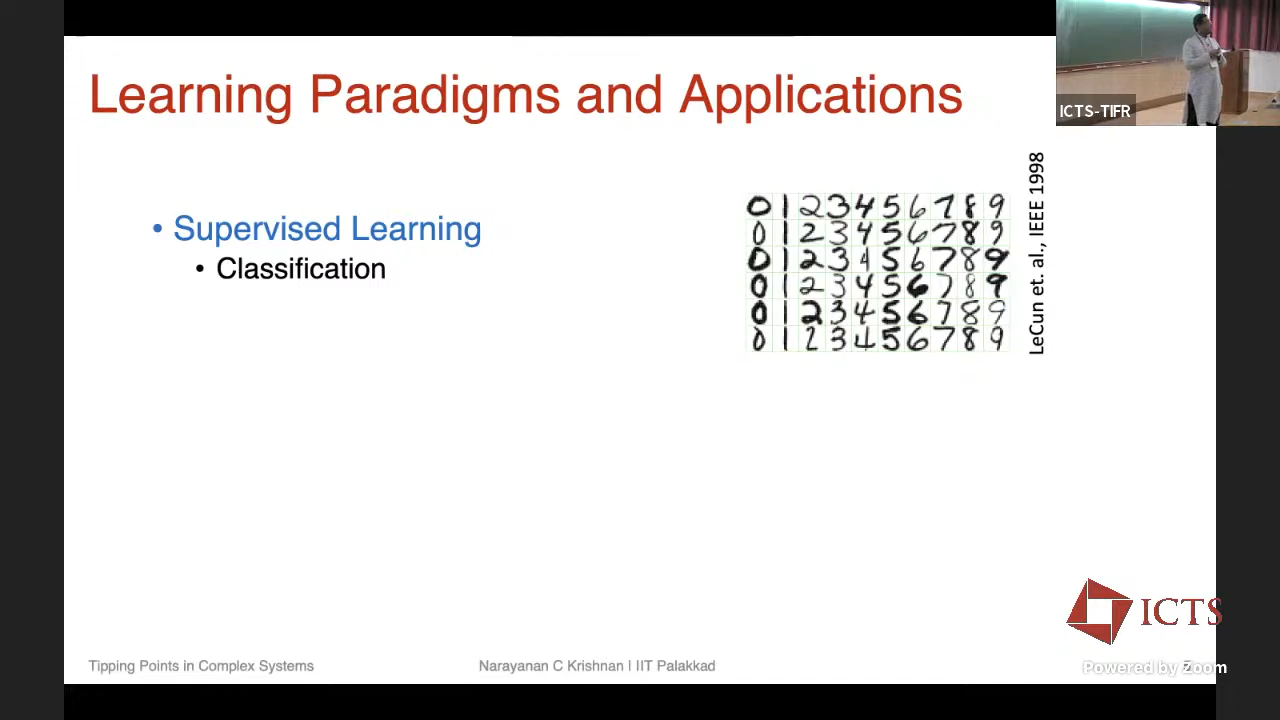 Learning Paradigms and Applications
ICTS-TIFR
• Supervised Learning
• Classification
0 1 2 3 4 5 6 7 8 9
0 1 2 3 4 5 6 7 8 9
0 1 2 3 4 5 6 7 8 9
0 1 2 3 4 5 6 7 8 9
0 1 2 3 4 5 6 7 8 9
0 1 2 3 4 5 6 7 8 9
LeCun et. al., IEEE 1998
ICTS
Tipping Points in Complex Systems
Narayanan C Krishnan | IIT Palakkad
Powered by Zoom